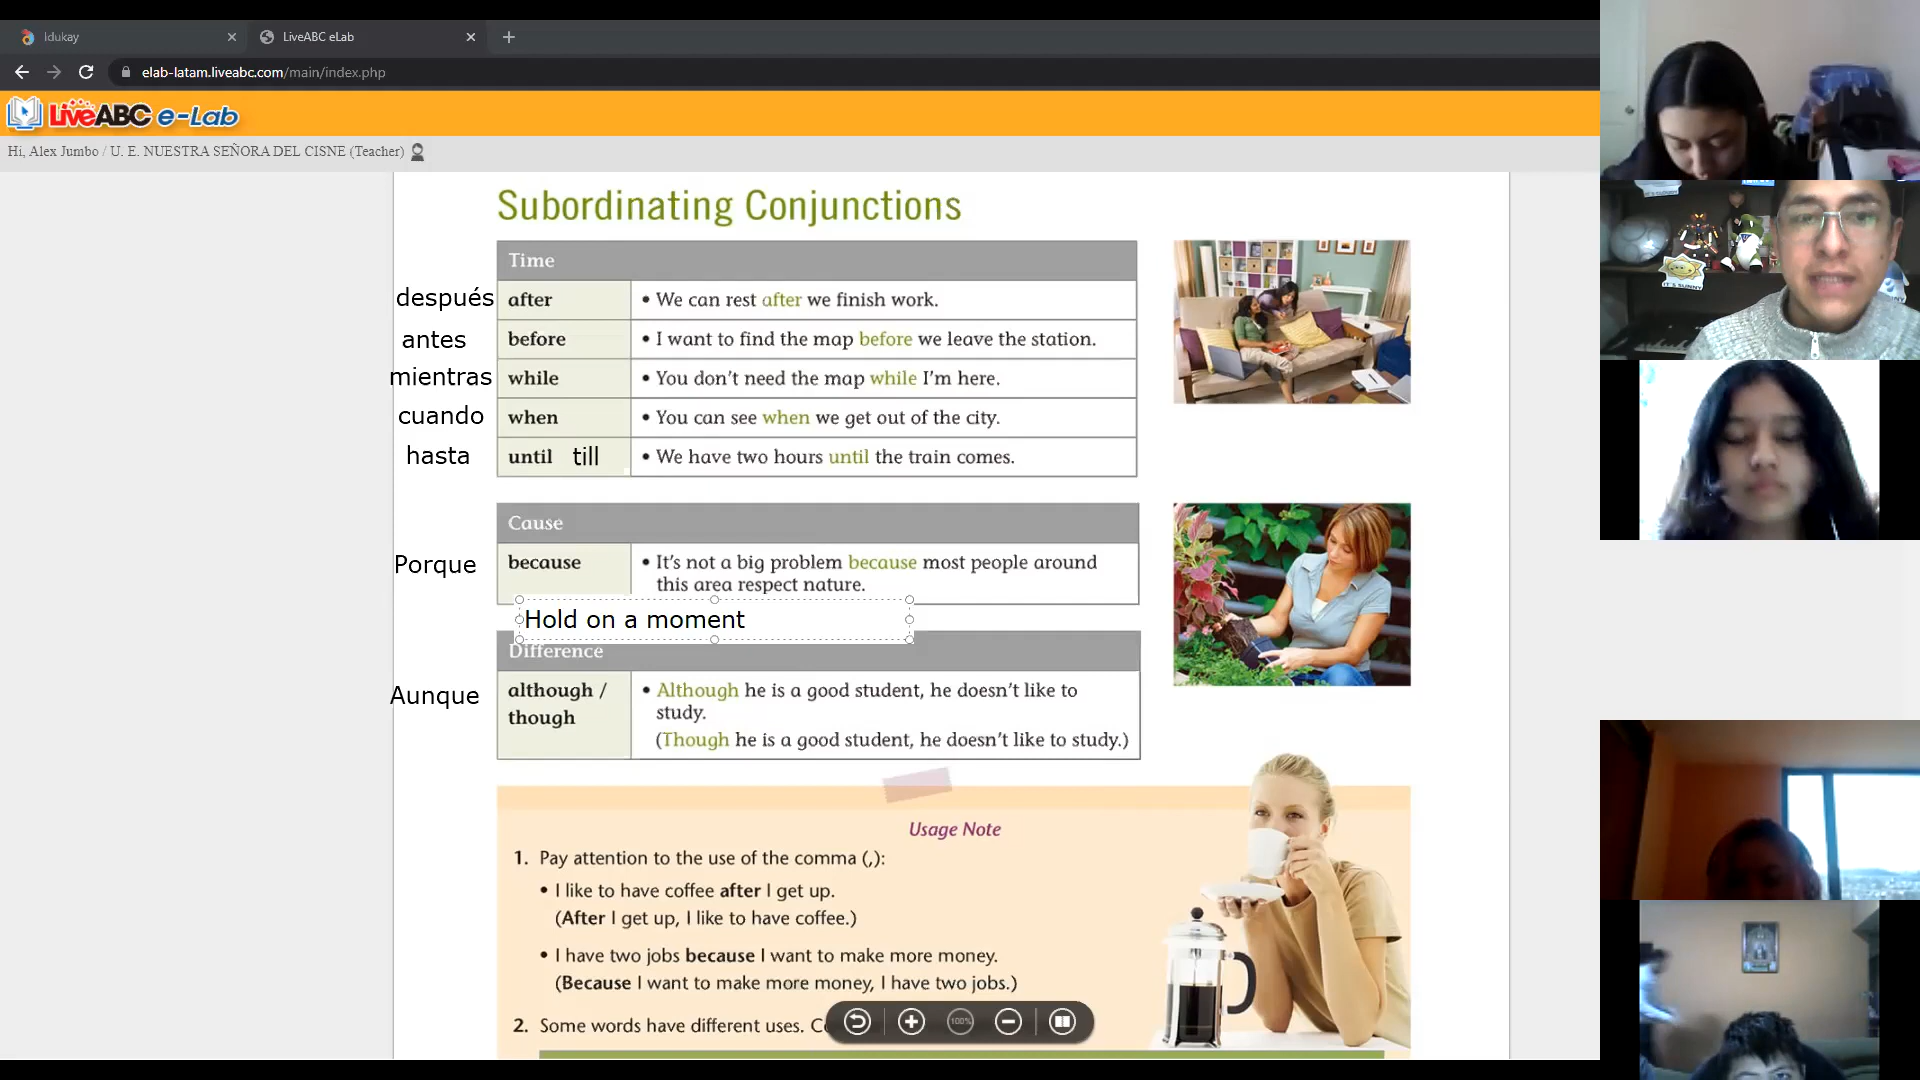 Idukay
LiveABC eLab
elab-latam.liveabc.com/main/index.php
LiveABC e-Lab
Hi, Alex Jumbo / U. E. NUESTRA SEÑORA DEL CISNE (Teacher)
Subordinating Conjunctions
Time
después after • We can rest after we finish work.
antes before • I want to find the map before we leave the station.
mientras while • You don't need the map while I'm here.
cuando when • You can see when we get out of the city.
hasta until till • We have two hours until the train comes.
Cause
Porque because • It's not a big problem because most people around
this area respect nature.
Hold on a moment
Difference
Aunque although / • Although he is a good student, he doesn't like to
though study.
(Though he is a good student, he doesn't like to study.)
Usage Note
1. Pay attention to the use of the comma (,):
• I like to have coffee after I get up.
(After I get up, I like to have coffee.)
• I have two jobs because I want to make more money.
(Because I want to make more money, I have two jobs.)
2. Some words have different uses.
100%
IT'S SUNNY